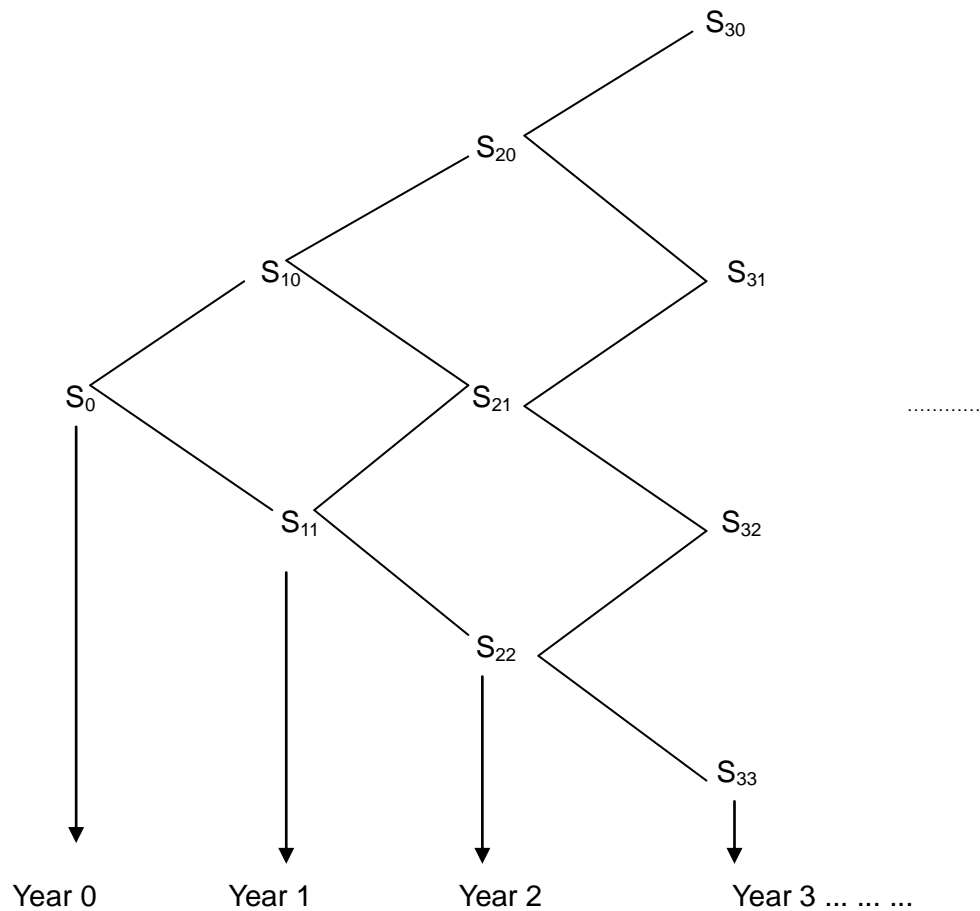 S₃₀
S₂₀
S₁₀
S₃₁
S₀
S₂₁
............
S₁₁
S₃₂
S₂₂
S₃₃
Year 0
Year 1
Year 2
Year 3 ... ... ...